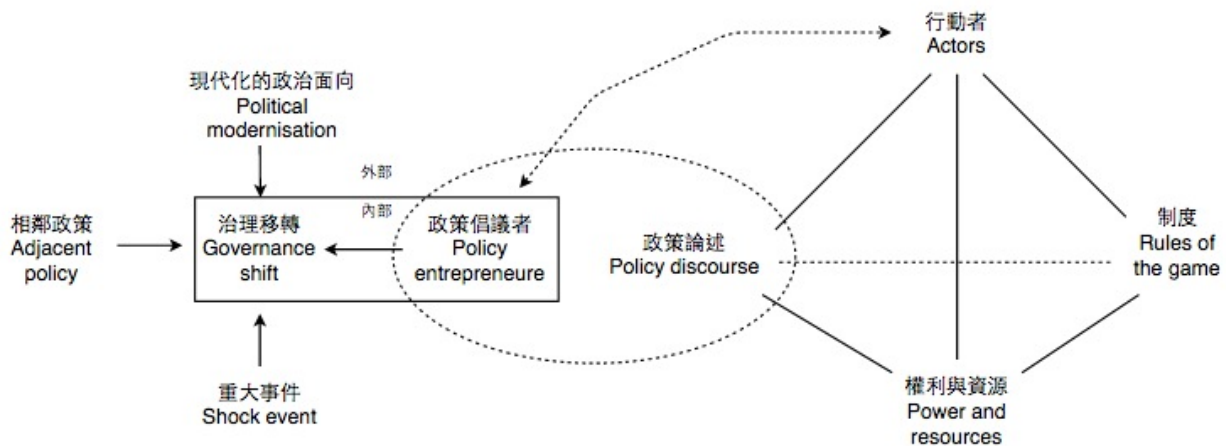 行動者
Actors
現代化的政治面向
Political
modernisation
外部
內部
相鄰政策
Adjacent
policy
治理移轉
Governance
shift
政策倡議者
Policy
entrepreneure
政策論述
Policy discourse
制度
Rules of
the game
重大事件
Shock event
權利與資源
Power and
resources